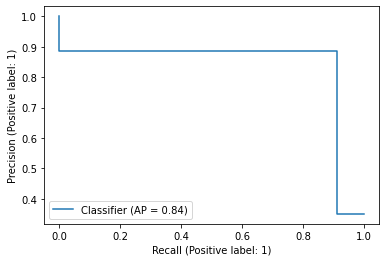 1.0
0.9
0.8
0.7
0.6
0.5
0.4
Precision (Positive label: 1)
Classifier (AP = 0.84)
0.0 0.2 0.4 0.6 0.8 1.0
Recall (Positive label: 1)